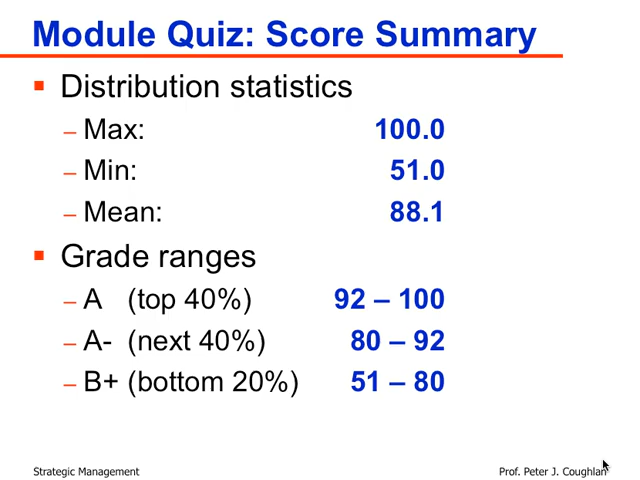 Module Quiz: Score Summary
Distribution statistics
– Max: 100.0
– Min: 51.0
– Mean: 88.1
Grade ranges
– A (top 40%) 92 – 100
– A- (next 40%) 80 – 92
– B+ (bottom 20%) 51 – 80
Strategic Management Prof. Peter J. Coughlan